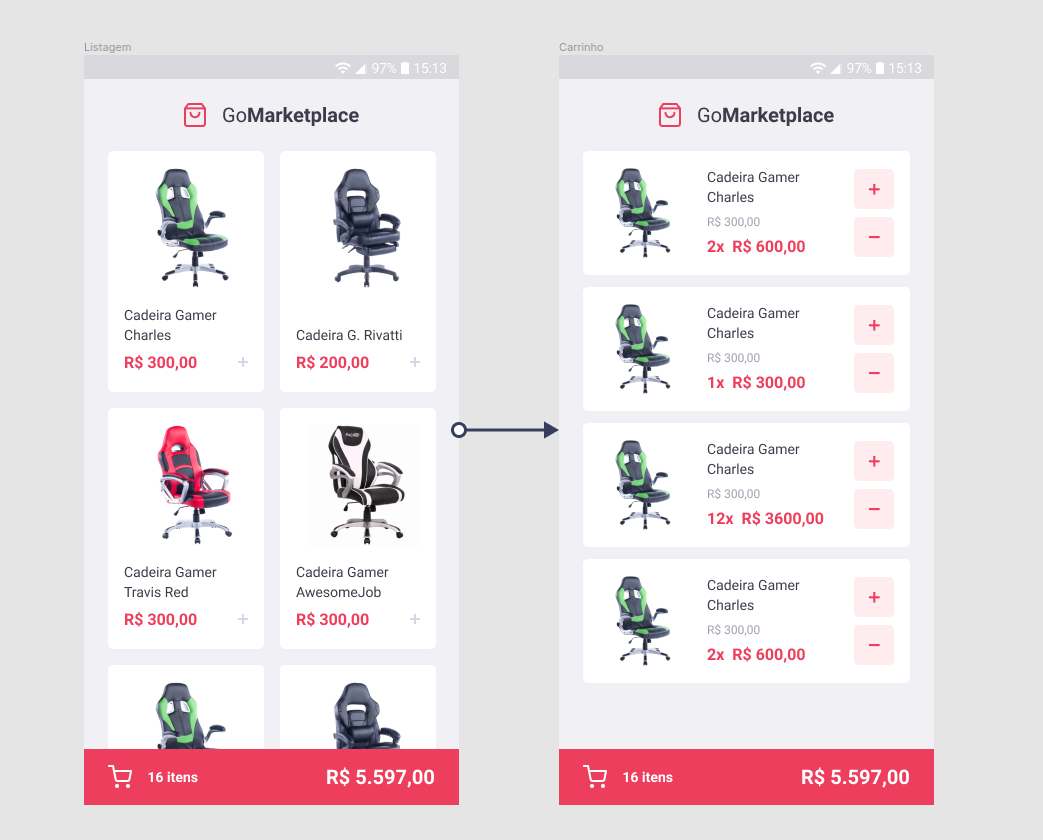 Listagem
97% 15:13
GoMarketplace
Cadeira Gamer
Charles
R$ 300,00
+
Cadeira G. Rivatti
R$ 200,00
+
Cadeira Gamer
Travis Red
R$ 300,00
+
Cadeira Gamer
AwesomeJob
R$ 300,00
+
16 itens
R$ 5.597,00
Carrinho
97% 15:13
GoMarketplace
Cadeira Gamer
Charles
R$ 300,00
2x R$ 600,00
+
−
Cadeira Gamer
Charles
R$ 300,00
1x R$ 300,00
+
−
Cadeira Gamer
Charles
R$ 300,00
12x R$ 3600,00
+
−
Cadeira Gamer
Charles
R$ 300,00
2x R$ 600,00
+
−
16 itens
R$ 5.597,00